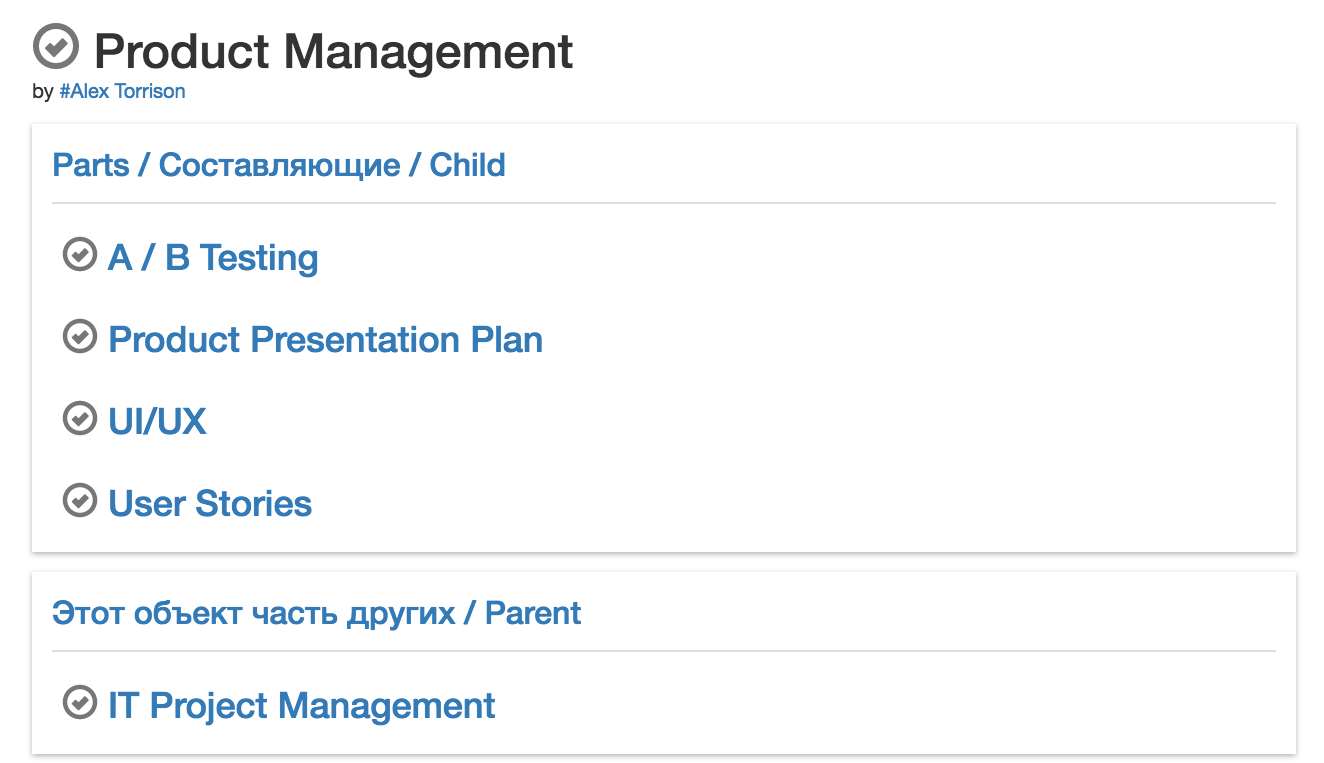 Product Management
by #Alex Torrison
Parts / Составляющие / Child
A / B Testing
Product Presentation Plan
UI/UX
User Stories
Этот объект часть других / Parent
IT Project Management